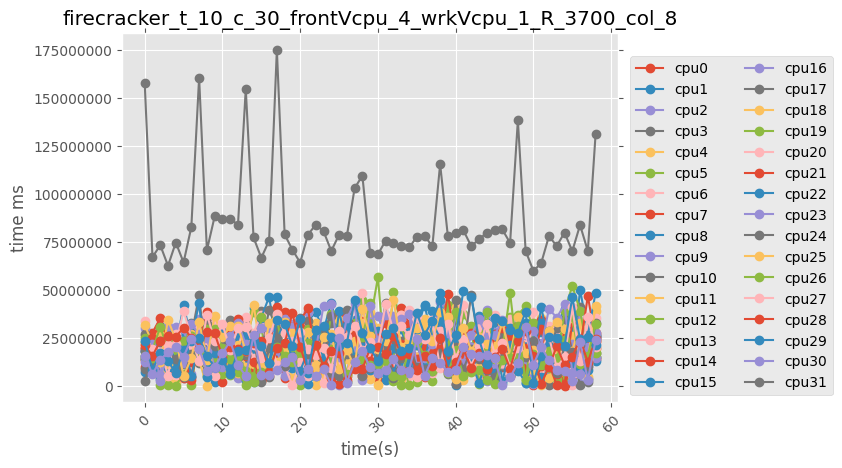 firecracker_t_10_c_30_frontVcpu_4_wrkVcpu_1_R_3700_col_8
175000000
150000000
125000000
100000000
75000000
50000000
25000000
0
time ms
0 10 20 30 40 50 60
time(s)
cpu0 cpu16
cpu1 cpu17
cpu2 cpu18
cpu3 cpu19
cpu4 cpu20
cpu5 cpu21
cpu6 cpu22
cpu7 cpu23
cpu8 cpu24
cpu9 cpu25
cpu10 cpu26
cpu11 cpu27
cpu12 cpu28
cpu13 cpu29
cpu14 cpu30
cpu15 cpu31